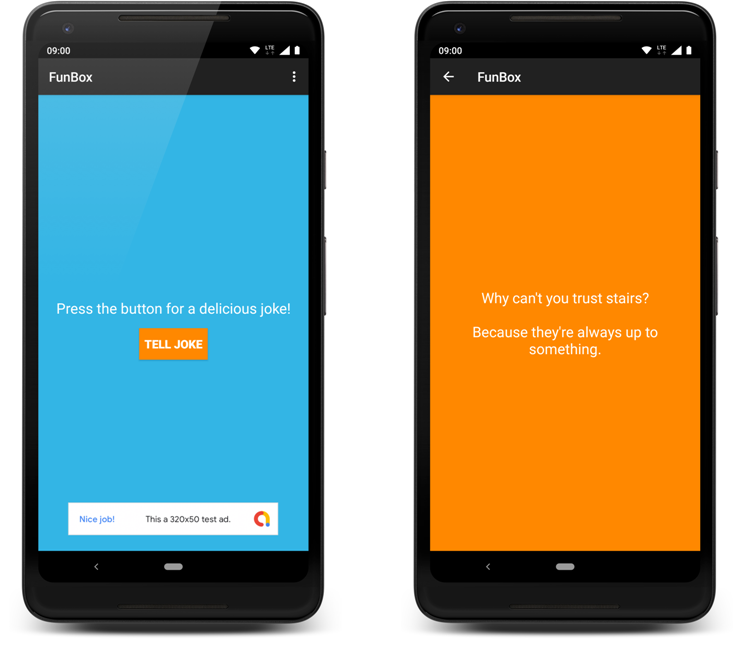 09:00
LTE
FunBox
Press the button for a delicious joke!
TELL JOKE
Nice job!
This a 320x50 test ad.
09:00
LTE
FunBox
Why can't you trust stairs?
Because they're always up to
something.